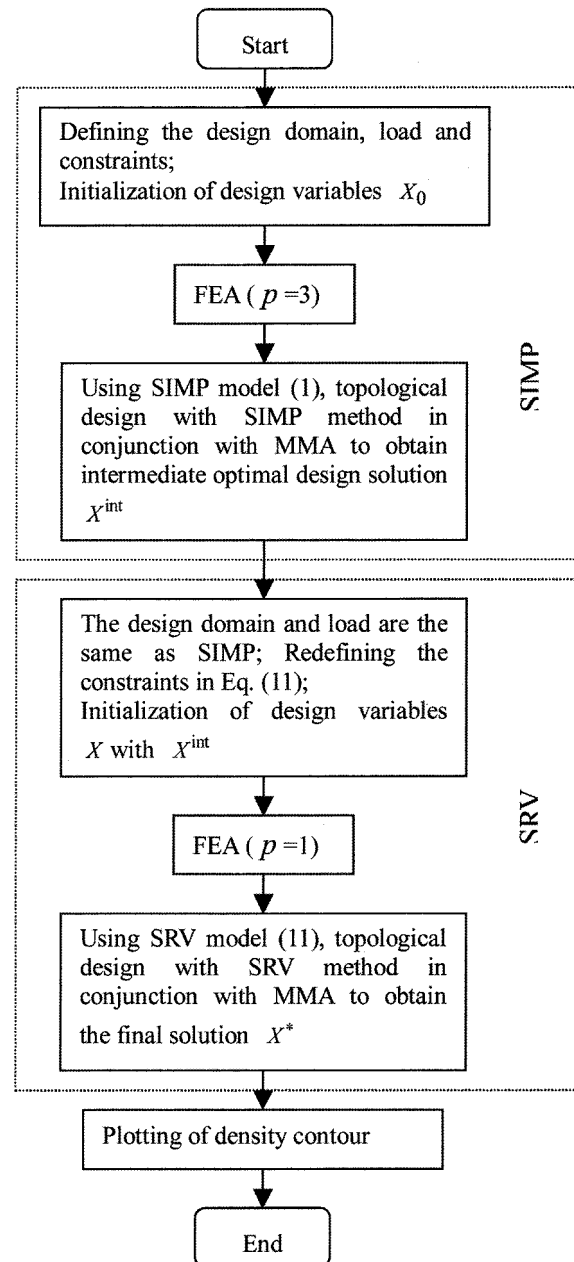 Start
Defining the design domain, load and
constraints;
Initialization of design variables X₀
FEA ( p =3)
Using SIMP model (1), topological
design with SIMP method in
conjunction with MMA to obtain
intermediate optimal design solution
X^int
SIMP
The design domain and load are the
same as SIMP; Redefining the
constraints in Eq. (11);
Initialization of design variables
X with X^int
FEA ( p =1)
Using SRV model (11), topological
design with SRV method in
conjunction with MMA to obtain
the final solution X*
SRV
Plotting of density contour
End